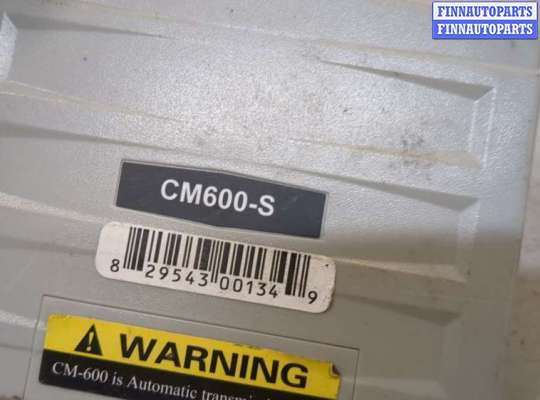 FINNAUTOPARTS
FINNAUTOPARTS
CM600-S
8 29543 00134 9
WARNING
CM-600 is Automatic